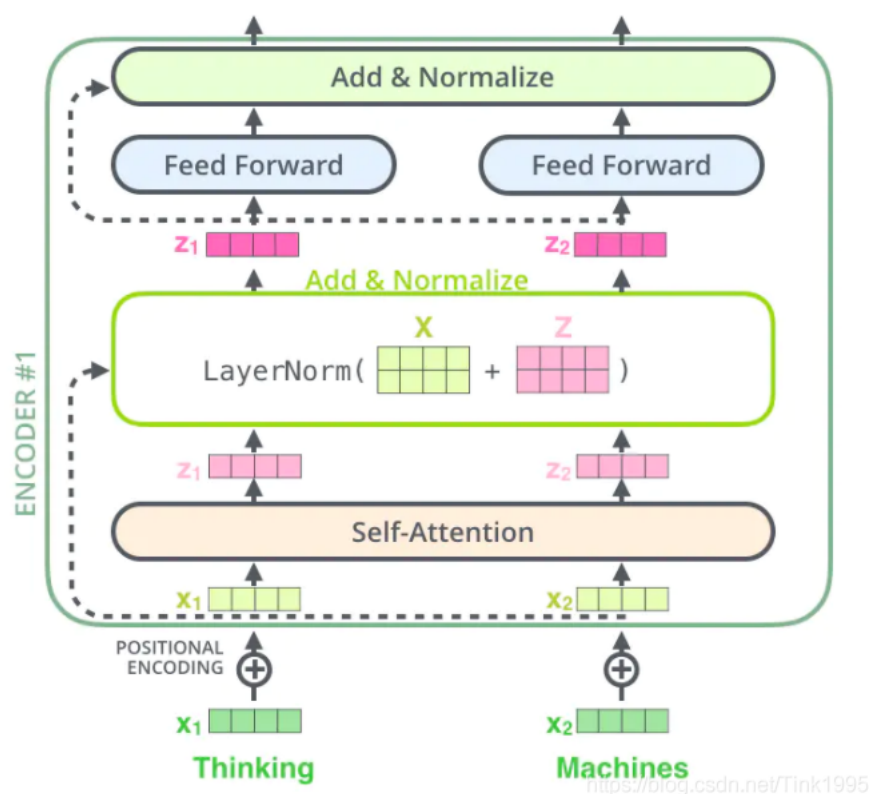 Add & Normalize
Feed Forward Feed Forward
z1 z2
Add & Normalize
X Z
LayerNorm( + )
ENCODER #1
z1 z2
Self-Attention
x1 x2
POSITIONAL
ENCODING
x1 x2
Thinking Machines
https://blog.csdn.net/Tink1995